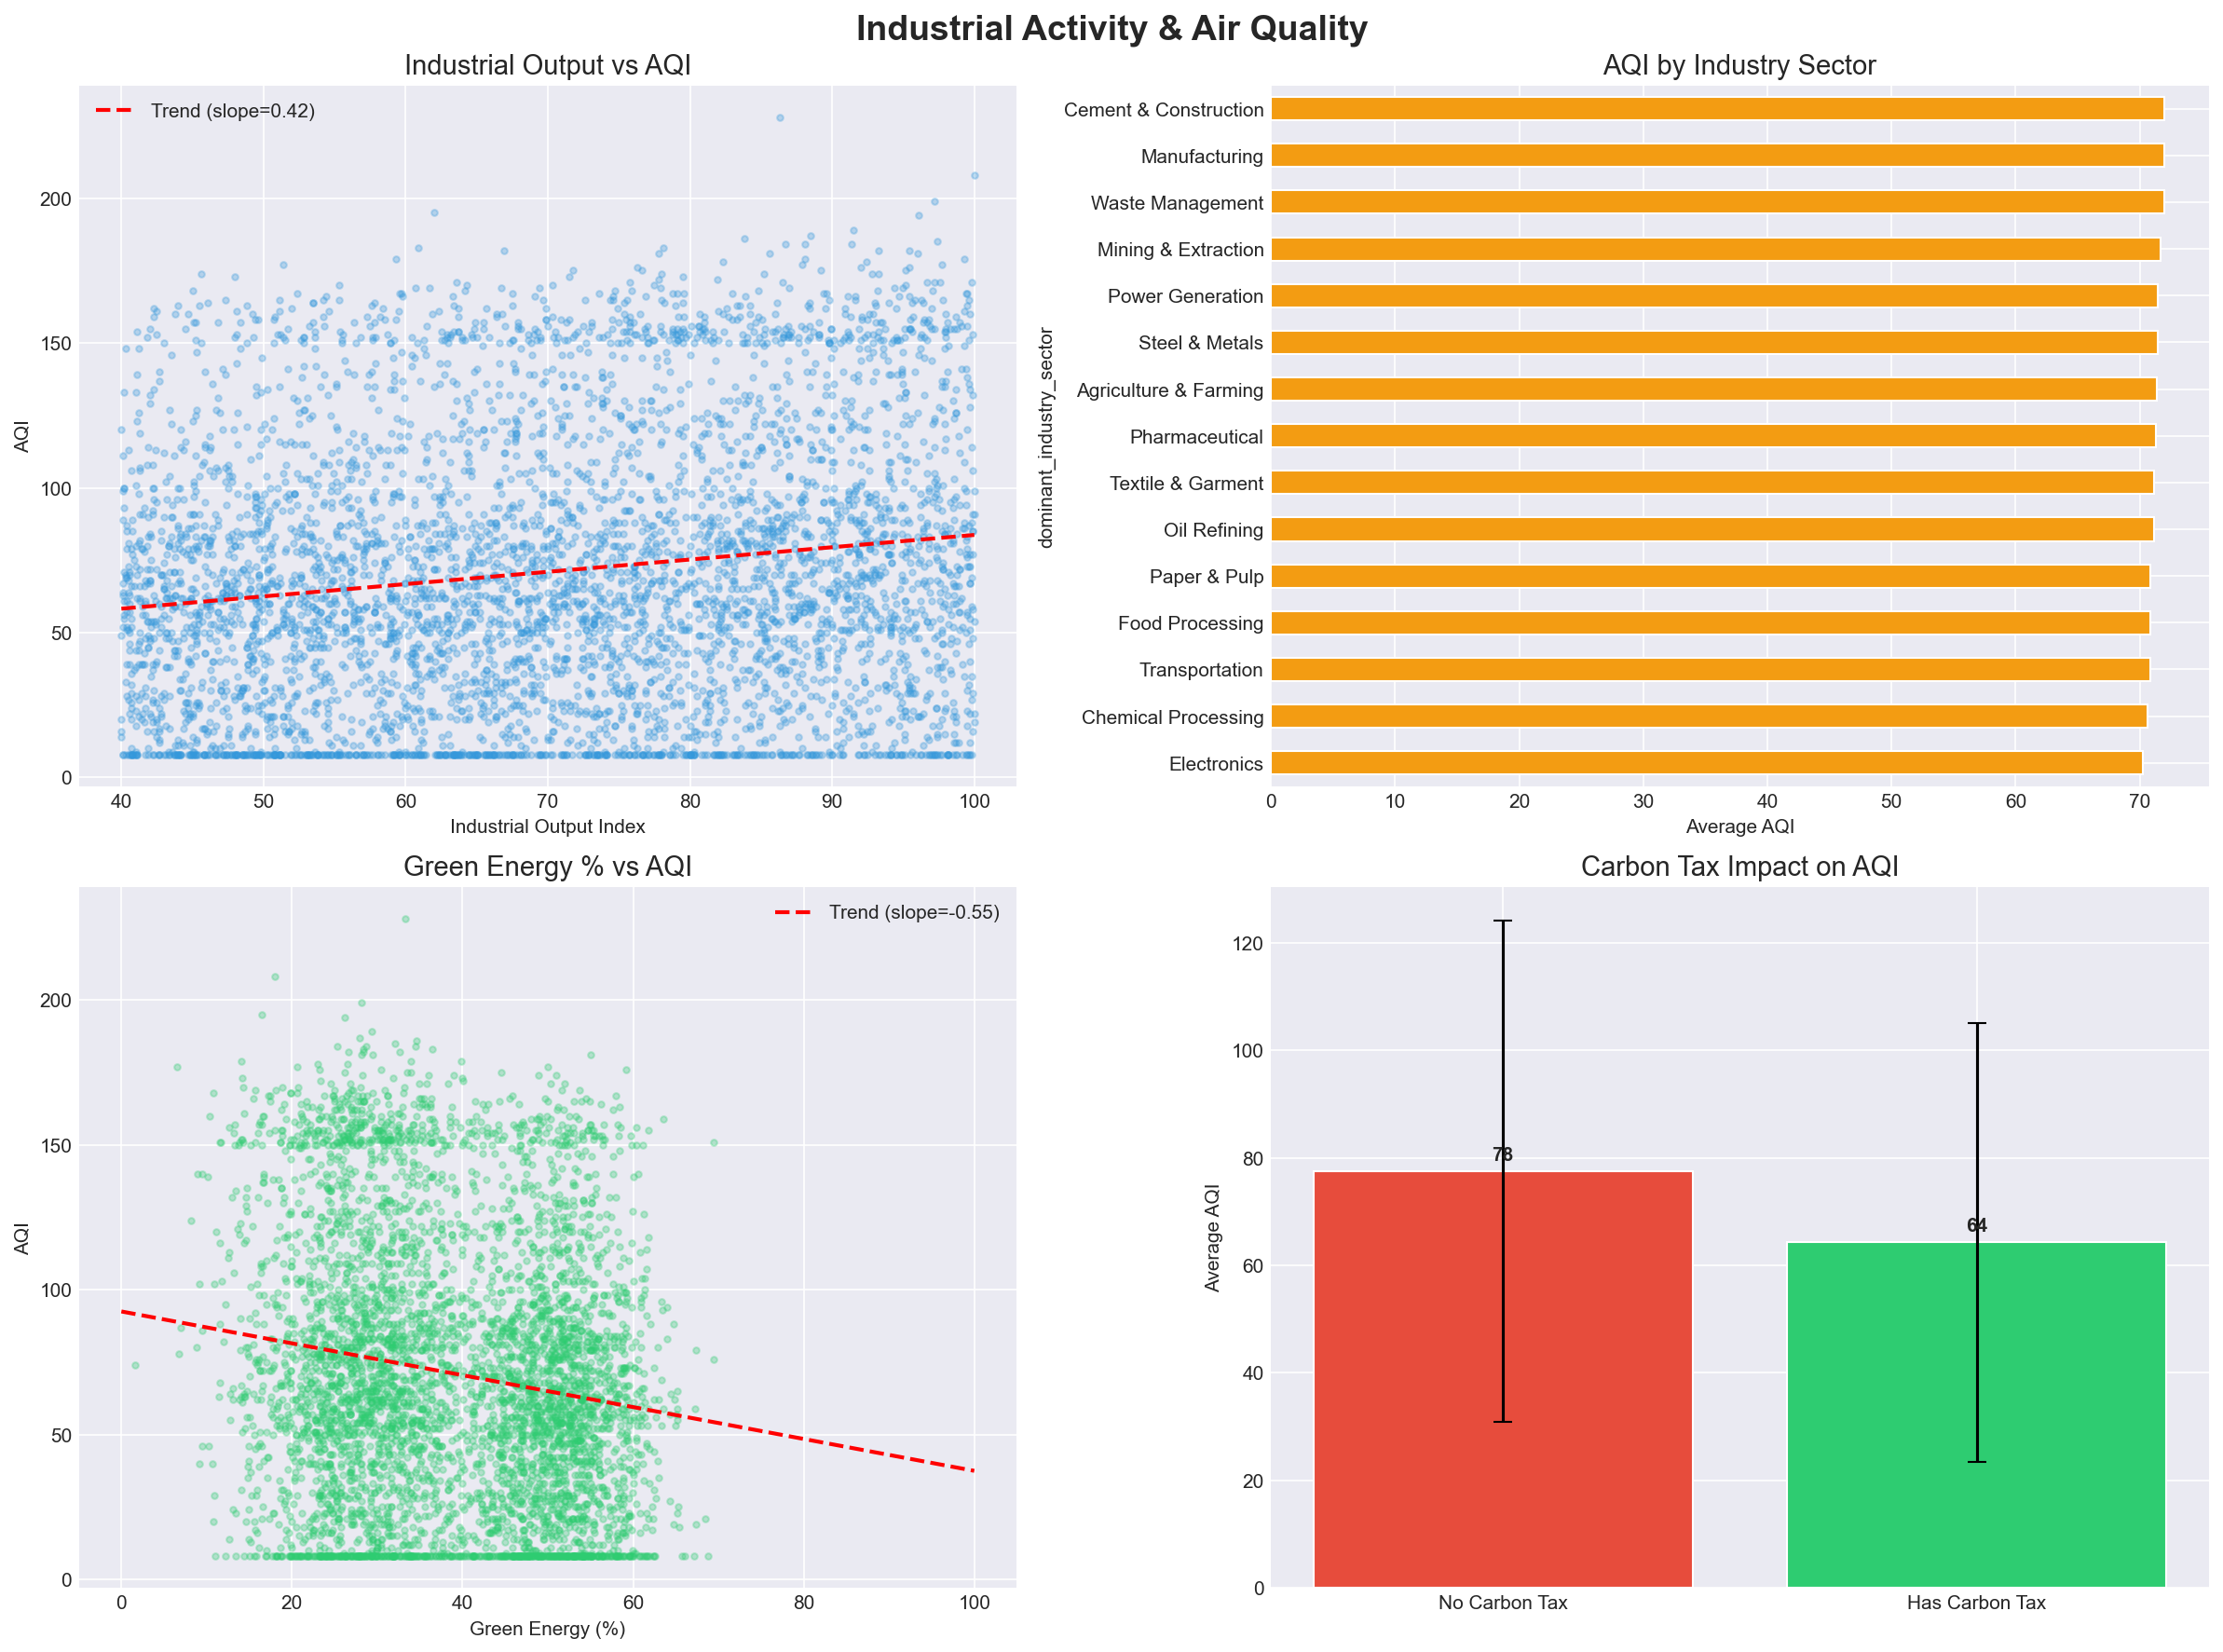 Industrial Activity & Air Quality
Industrial Output vs AQI
Trend (slope=0.42)
AQI
200
150
100
50
0
40 50 60 70 80 90 100
Industrial Output Index
AQI by Industry Sector
dominant_industry_sector
Cement & Construction
Manufacturing
Waste Management
Mining & Extraction
Power Generation
Steel & Metals
Agriculture & Farming
Pharmaceutical
Textile & Garment
Oil Refining
Paper & Pulp
Food Processing
Transportation
Chemical Processing
Electronics
0 10 20 30 40 50 60 70
Average AQI
Green Energy % vs AQI
Trend (slope=-0.55)
AQI
200
150
100
50
0
0 20 40 60 80 100
Green Energy (%)
Carbon Tax Impact on AQI
Average AQI
120
100
80
60
40
20
0
78
64
No Carbon Tax
Has Carbon Tax